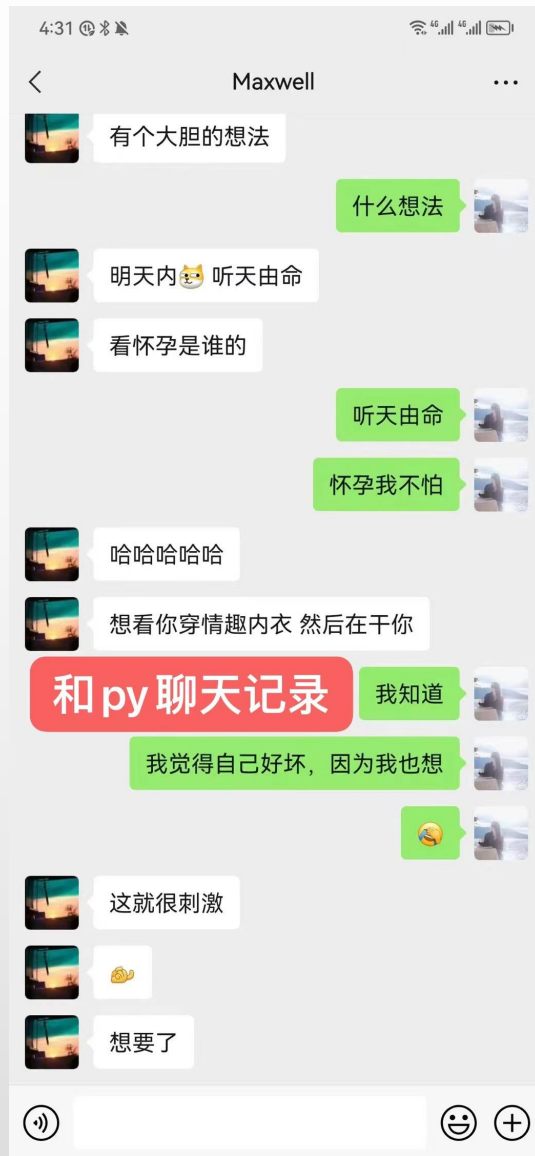 4:31
4G 4G
Maxwell
有个大胆的想法
什么想法
明天内 听天由命
看怀孕是谁的
听天由命
怀孕我不怕
哈哈哈哈哈
想看你穿情趣内衣 然后在干你
和py聊天记录
我知道
我觉得自己好坏，因为我也想
这就很刺激
想要了